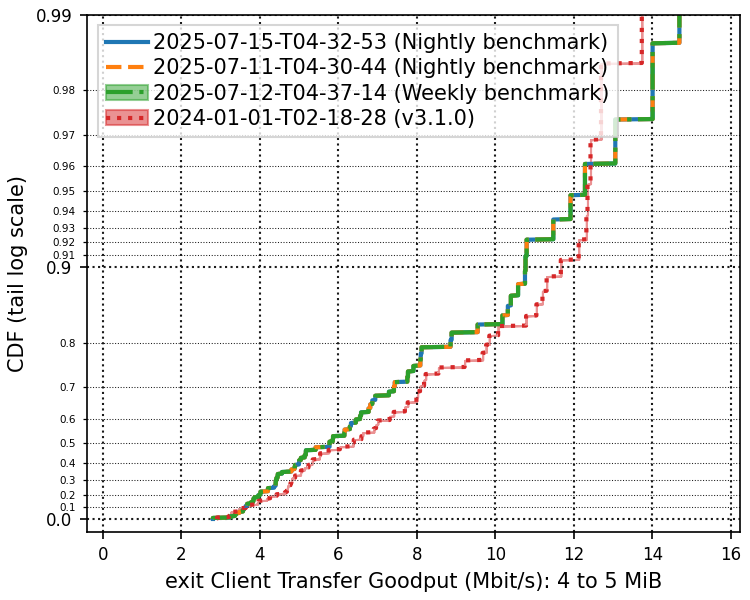 0.99
2025-07-15-T04-32-53 (Nightly benchmark)
2025-07-11-T04-30-44 (Nightly benchmark)
2025-07-12-T04-37-14 (Weekly benchmark)
2024-01-01-T02-18-28 (v3.1.0)
0.98
0.97
0.96
0.95
0.94
0.93
0.92
0.91
0.9
0.8
0.7
0.6
0.5
0.4
0.3
0.2
0.1
0.0
CDF (tail log scale)
0 2 4 6 8 10 12 14 16
exit Client Transfer Goodput (Mbit/s): 4 to 5 MiB